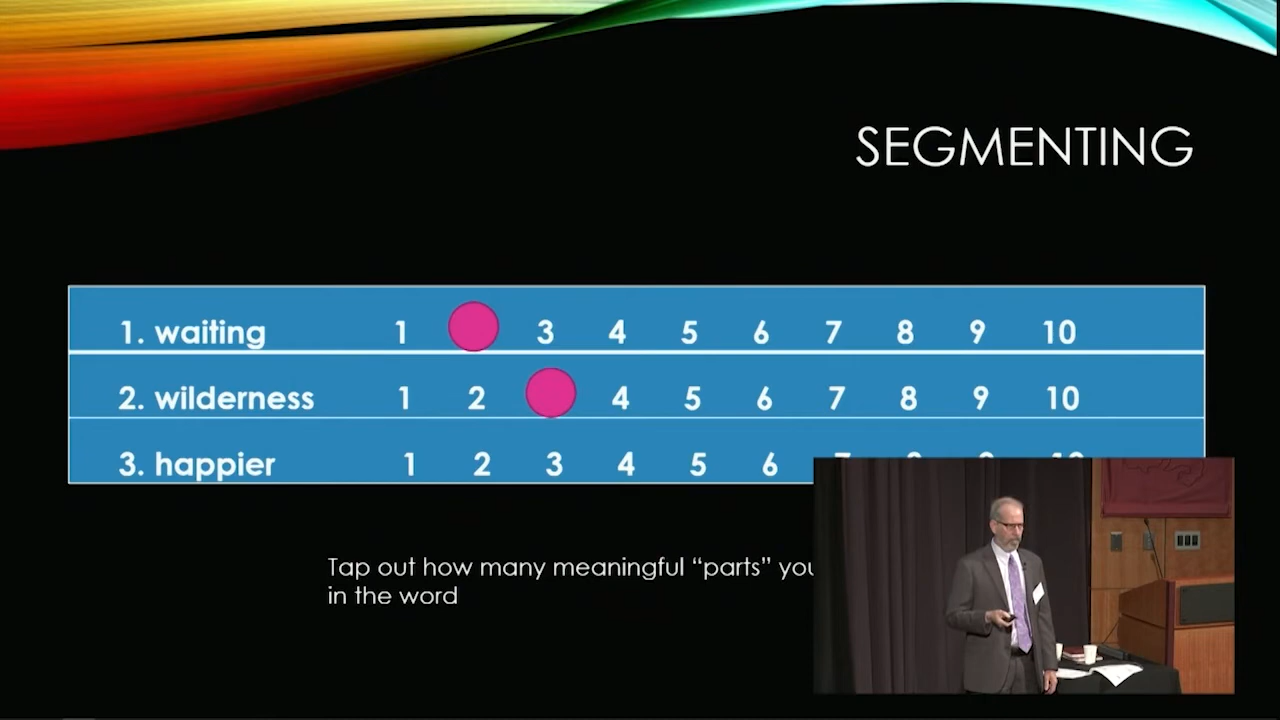 SEGMENTING
1. waiting 1 3 4 5 6 7 8 9 10
2. wilderness 1 2 4 5 6 7 8 9 10
3. happier 1 2 3 4 5 6
Tap out how many meaningful “parts” you
in the word